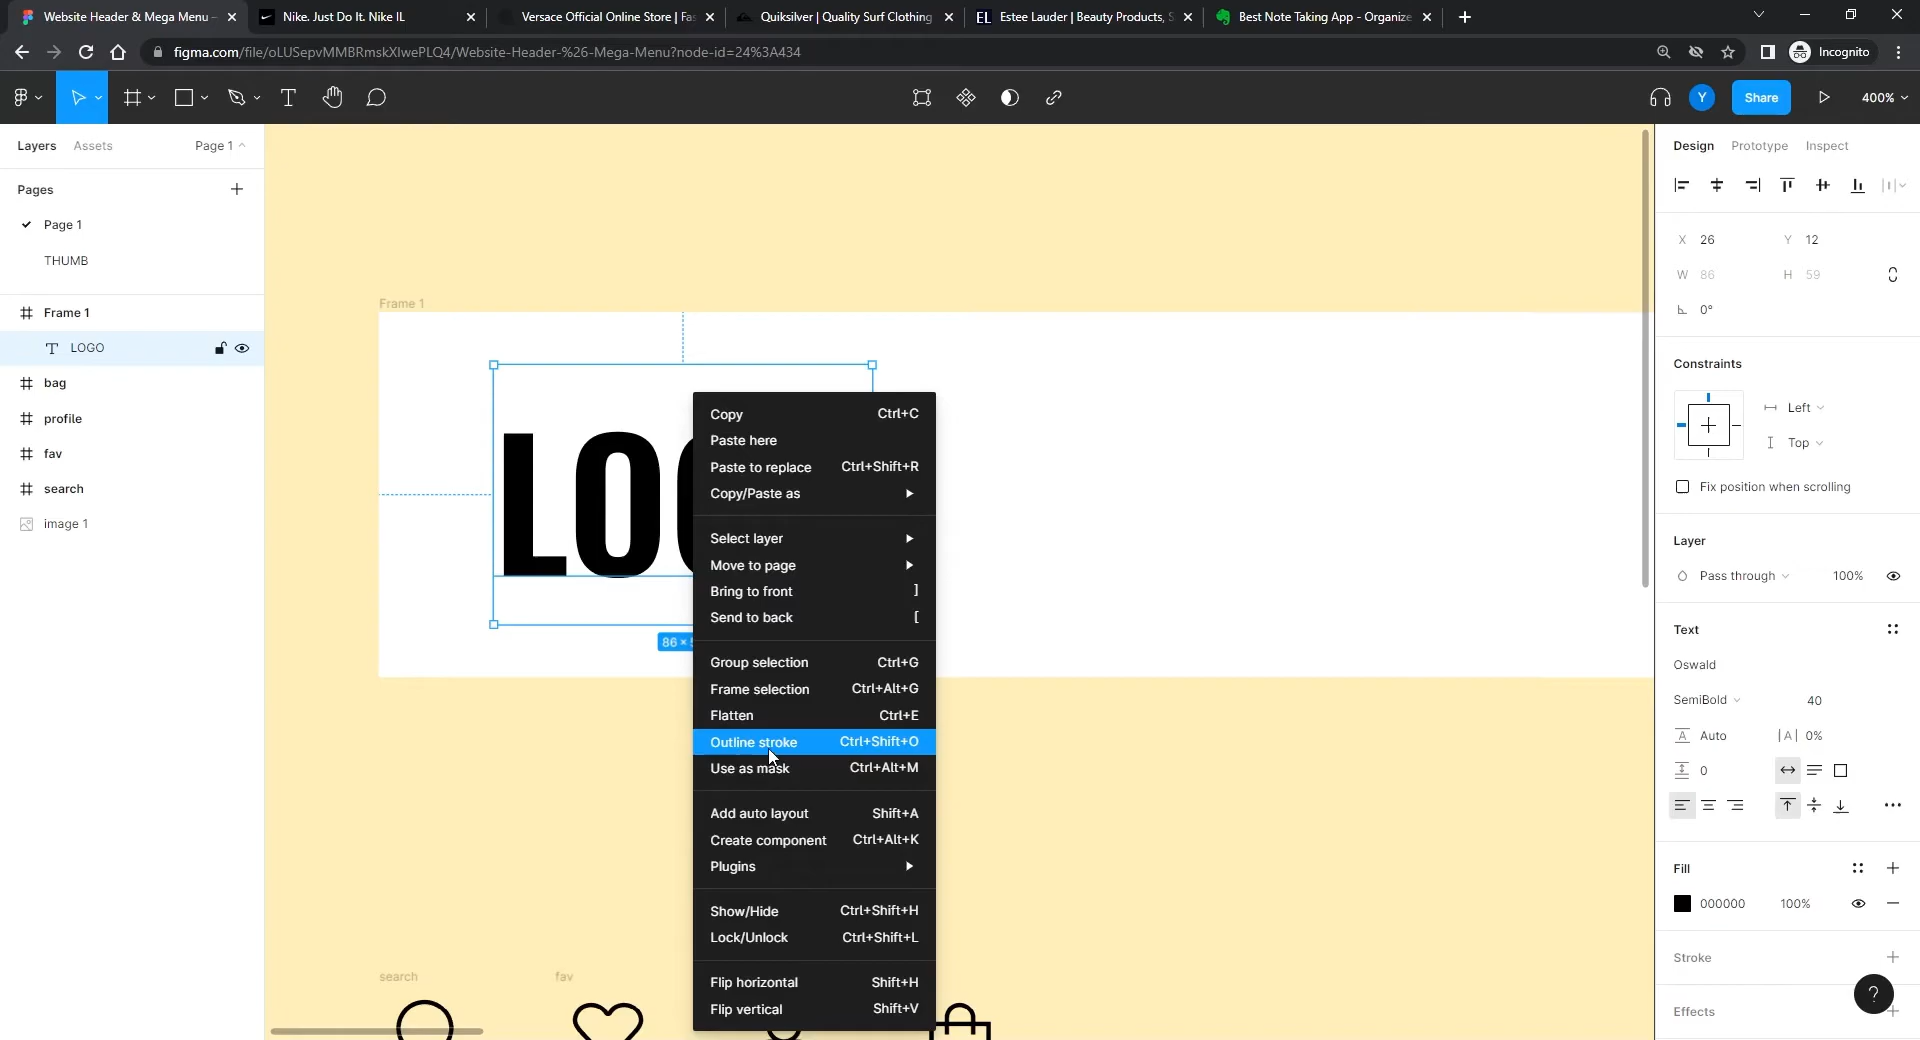 Website Header & Mega Menu -
Nike. Just Do It. Nike IL
Versace Official Online Store | Fas
Quiksilver | Quality Surf Clothing
EL Estee Lauder | Beauty Products, S
Best Note Taking App - Organize
figma.com/file/oLUSepvMMBRmskXlwePLQ4/Website-Header-%26-Mega-Menu?node-id=24%3A434
Incognito
Y
Share
400%
Layers
Assets
Page 1
Pages
Page 1
THUMB
Frame 1
LOGO
bag
profile
fav
search
image 1
Frame 1
LO
86 ×
search
fav
Copy Ctrl+C
Paste here
Paste to replace Ctrl+Shift+R
Copy/Paste as
Select layer
Move to page
Bring to front ]
Send to back [
Group selection Ctrl+G
Frame selection Ctrl+Alt+G
Flatten Ctrl+E
Outline stroke Ctrl+Shift+O
Use as mask Ctrl+Alt+M
Add auto layout Shift+A
Create component Ctrl+Alt+K
Plugins
Show/Hide Ctrl+Shift+H
Lock/Unlock Ctrl+Shift+L
Flip horizontal Shift+H
Flip vertical Shift+V
Design
Prototype
Inspect
X 26
Y 12
W 86
H 59
0°
Constraints
Left
Top
Fix position when scrolling
Layer
Pass through
100%
Text
Oswald
SemiBold
40
A Auto
|A| 0%
0
Fill
000000
100%
Stroke
Effects
?